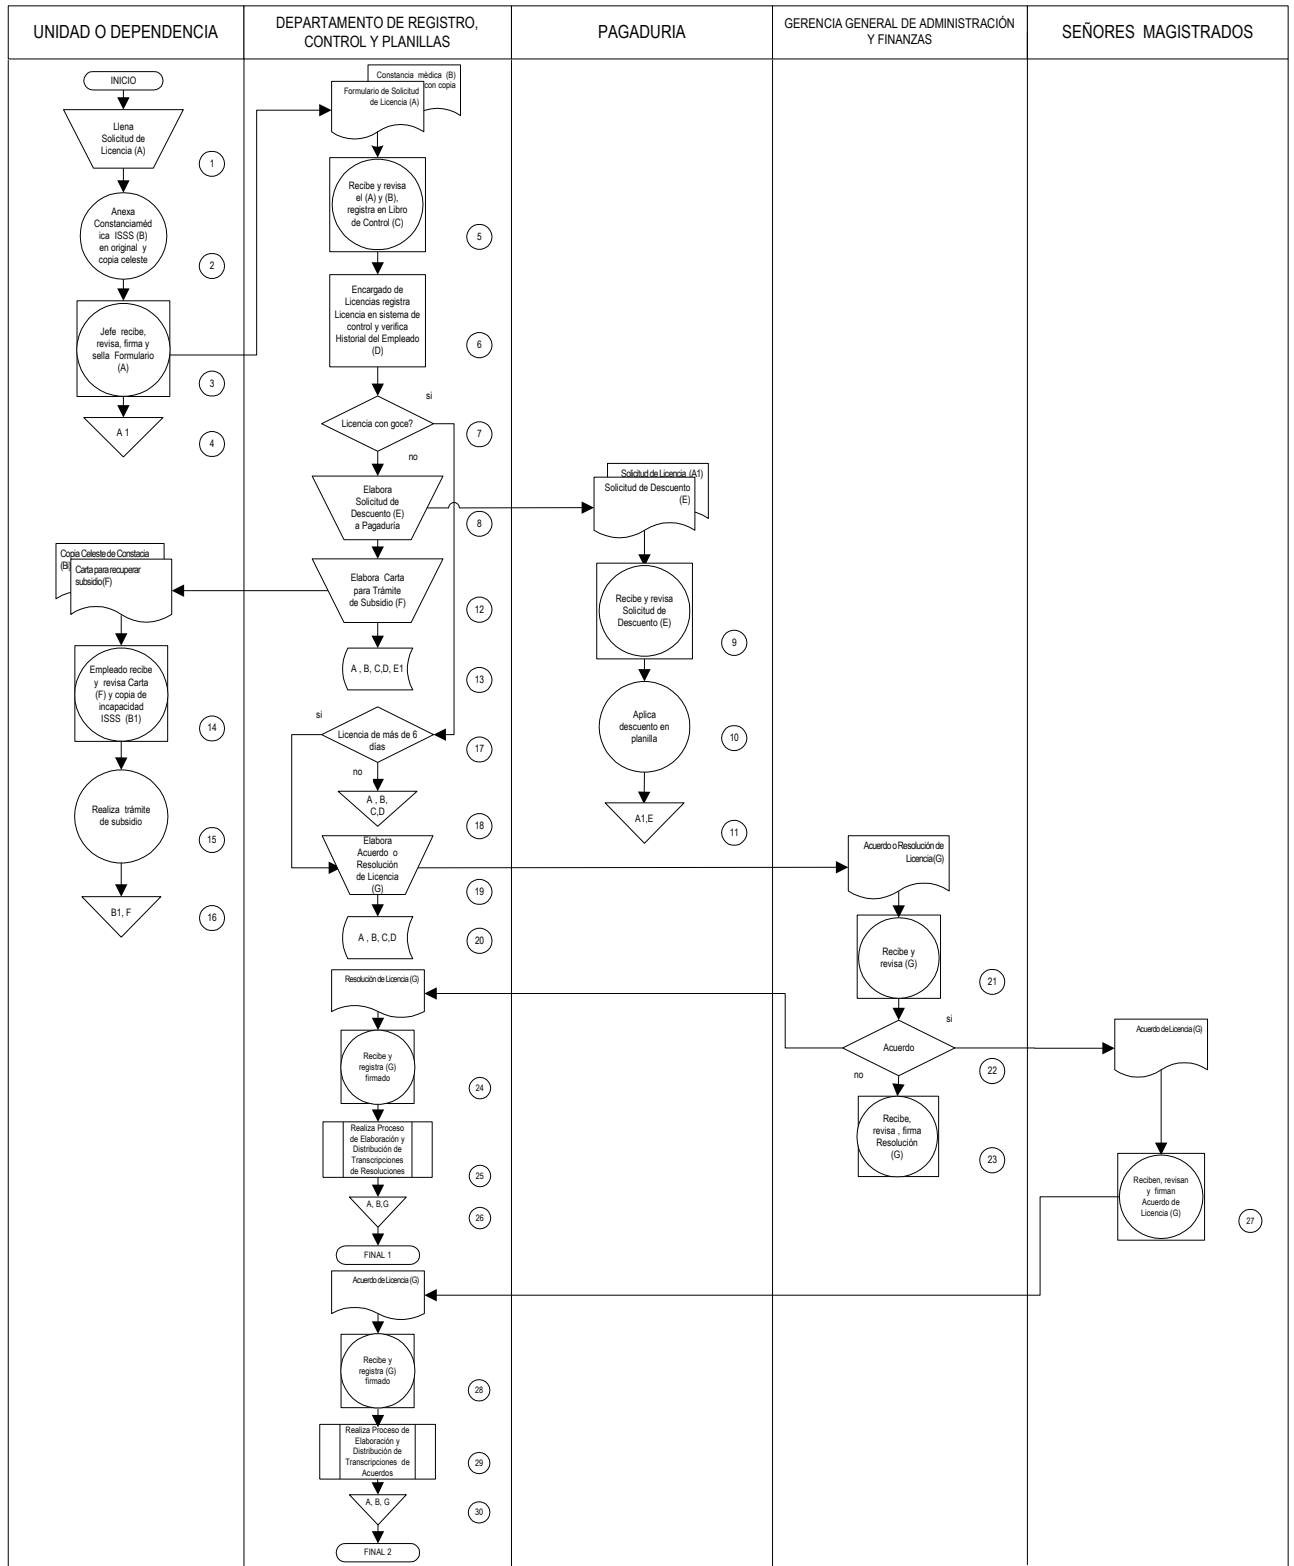 UNIDAD O DEPENDENCIA
DEPARTAMENTO DE REGISTRO,
CONTROL Y PLANILLAS
PAGADURIA
GERENCIA GENERAL DE ADMINISTRACIÓN
Y FINANZAS
SEÑORES MAGISTRADOS
INICIO
Llena
Solicitud de
Licencia (A)
1
Anexa
Constanciaméd
ica ISSS (B)
en original y
copia celeste
2
Jefe recibe,
revisa, firma y
sella Formulario
(A)
3
A 1
4
Constancia médica (B)
con copia
Formulario de Solicitud
de Licencia (A)
Recibe y revisa
el (A) y (B),
registra en Libro
de Control (C)
5
Encargado de
Licencias registra
Licencia en sistema de
control y verifica
Historial del Empleado
(D)
6
si
Licencia con goce?
7
no
Elabora
Solicitud de
Descuento (E)
a Pagaduría
8
Solicitud de Licencia (A1)
Solicitud de Descuento
(E)
Recibe y revisa
Solicitud de
Descuento (E)
9
Aplica
descuento en
planilla
10
A1,E
11
Elabora Carta
para Trámite
de Subsidio (F)
12
A , B, C,D, E1
13
Copia Celeste de Constacia
(B)
Carta para recuperar
subsidio(F)
Empleado recibe
y revisa Carta
(F) y copia de
incapacidad
ISSS (B1)
14
Realiza trámite
de subsidio
15
B1, F
16
si
Licencia de más de 6
días
17
no
A , B,
C,D
18
Elabora
Acuerdo o
Resolución
de Licencia
(G)
19
A , B, C,D
20
Acuerdo o Resolución de
Licencia(G)
Recibe y
revisa (G)
21
si
Acuerdo
22
no
Recibe,
revisa , firma
Resolución
(G)
23
Resolución de Licencia (G)
Recibe y
registra (G)
firmado
24
Realiza Proceso
de Elaboración y
Distribución de
Transcripciones
de Resoluciones
25
A, B,G
26
FINAL 1
Acuerdo de Licencia (G)
Reciben, revisan
y firman
Acuerdo de
Licencia (G)
27
Acuerdo de Licencia (G)
Recibe y
registra (G)
firmado
28
Realiza Proceso de
Elaboración y
Distribución de
Transcripciones de
Acuerdos
29
A, B, G
30
FINAL 2